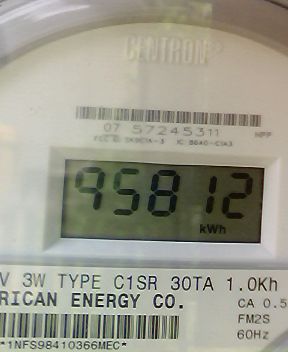 CENTRON®
07 57245311
HPP
95812
kWh
V 3W TYPE C1SR 30TA 1.0Kh
RICAN ENERGY CO.
CA 0.5
FM2S
60Hz
*1NFS98410366MEC*